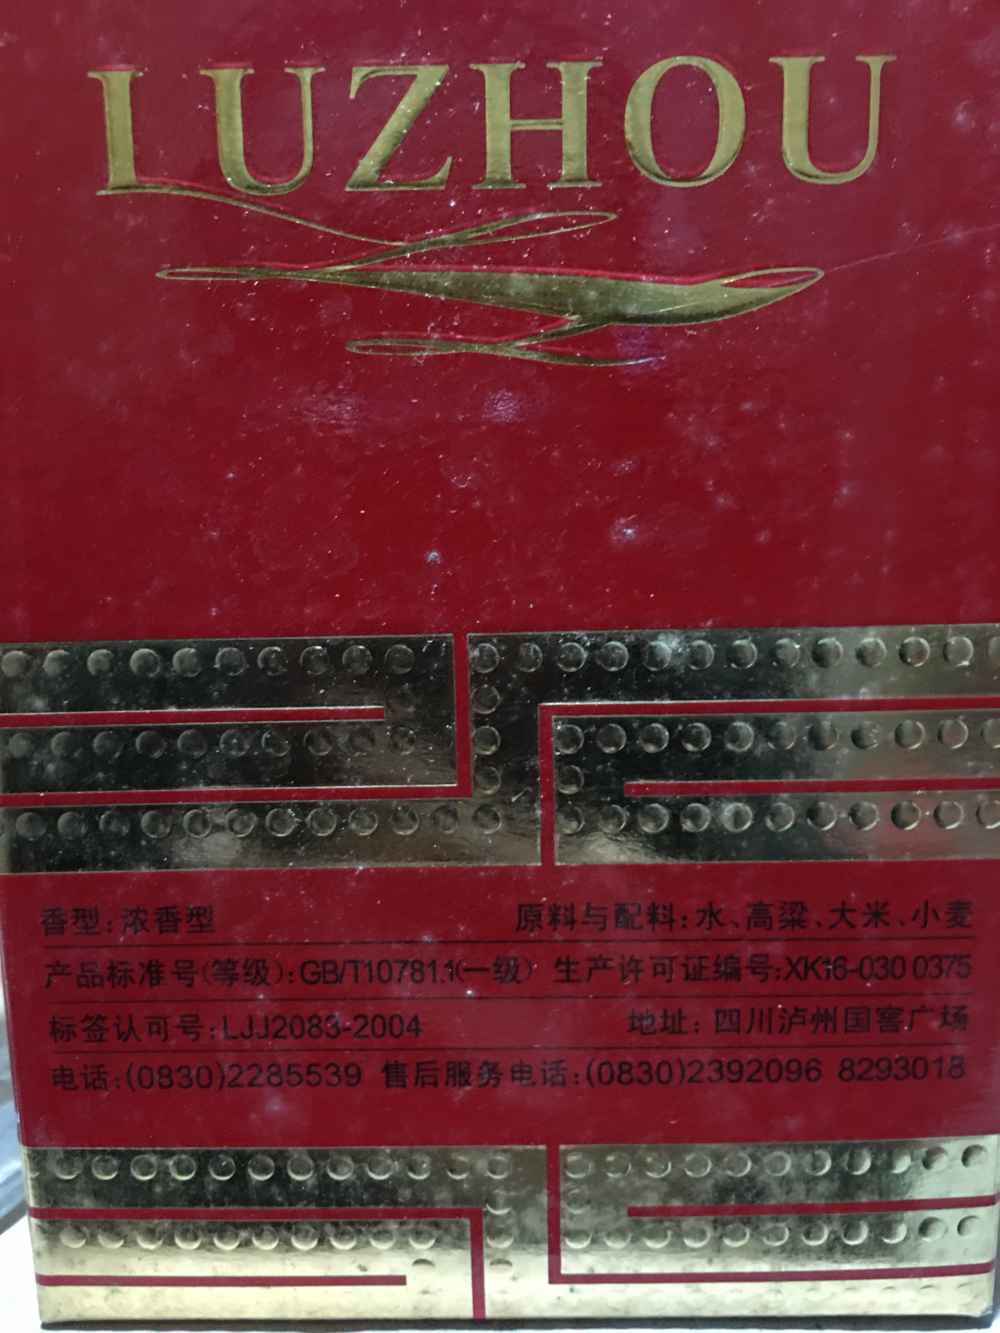 LUZHOU
香型:浓香型 原料与配料:水、高粱、大米、小麦
产品标准号(等级):GB/T10781.1(一级) 生产许可证编号:XK16-030 0375
标签认可号:LJJ2083-2004 地址:四川泸州国窖广场
电话:(0830)2285539 售后服务电话:(0830)2392096 8293018